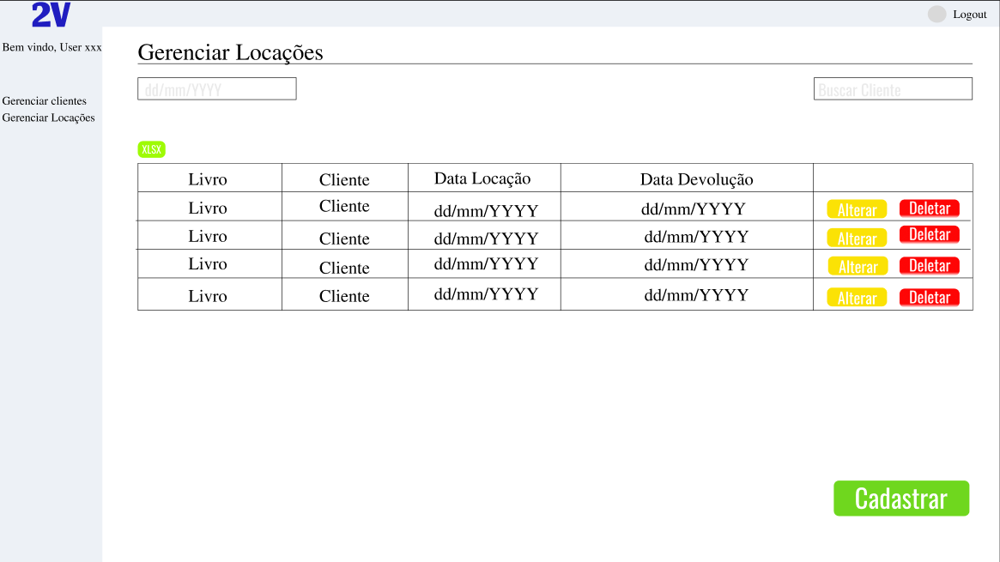 2V
Logout
Bem vindo, User xxx
Gerenciar clientes
Gerenciar Locações
Gerenciar Locações
dd/mm/YYYY
Buscar Cliente
XLSX
Livro Cliente Data Locação Data Devolução
Livro Cliente dd/mm/YYYY dd/mm/YYYY Alterar Deletar
Livro Cliente dd/mm/YYYY dd/mm/YYYY Alterar Deletar
Livro Cliente dd/mm/YYYY dd/mm/YYYY Alterar Deletar
Livro Cliente dd/mm/YYYY dd/mm/YYYY Alterar Deletar
Cadastrar